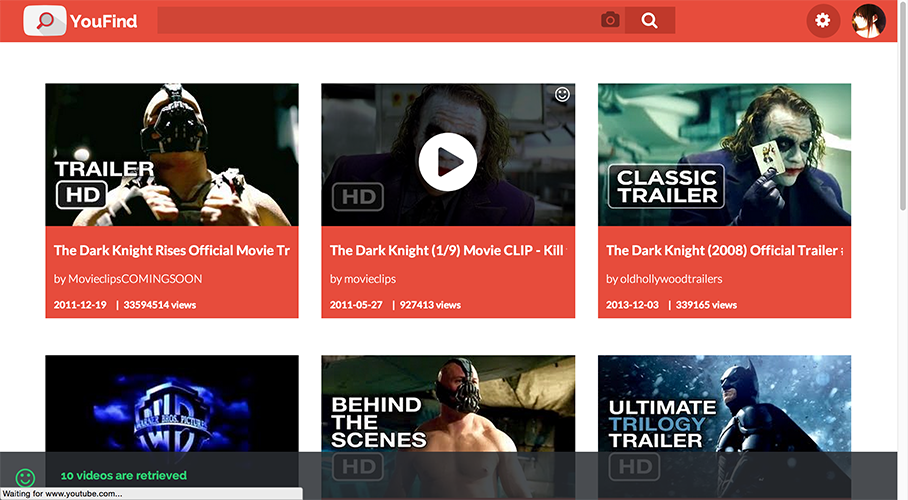 YouFind
TRAILER
HD
HD
CLASSIC
TRAILER
The Dark Knight Rises Official Movie Tr
The Dark Knight (1/9) Movie CLIP - Kill
The Dark Knight (2008) Official Trailer
by MovieclipsCOMINGSOON
by movieclips
by oldhollywoodtrailers
2011-12-19 | 33594514 views
2011-05-27 | 927413 views
2013-12-03 | 339165 views
WARNER BROS. PICTURES
BEHIND
THE
SCENES
HD
ULTIMATE
TRILOGY
TRAILER
HD
10 videos are retrieved
Waiting for www.youtube.com...